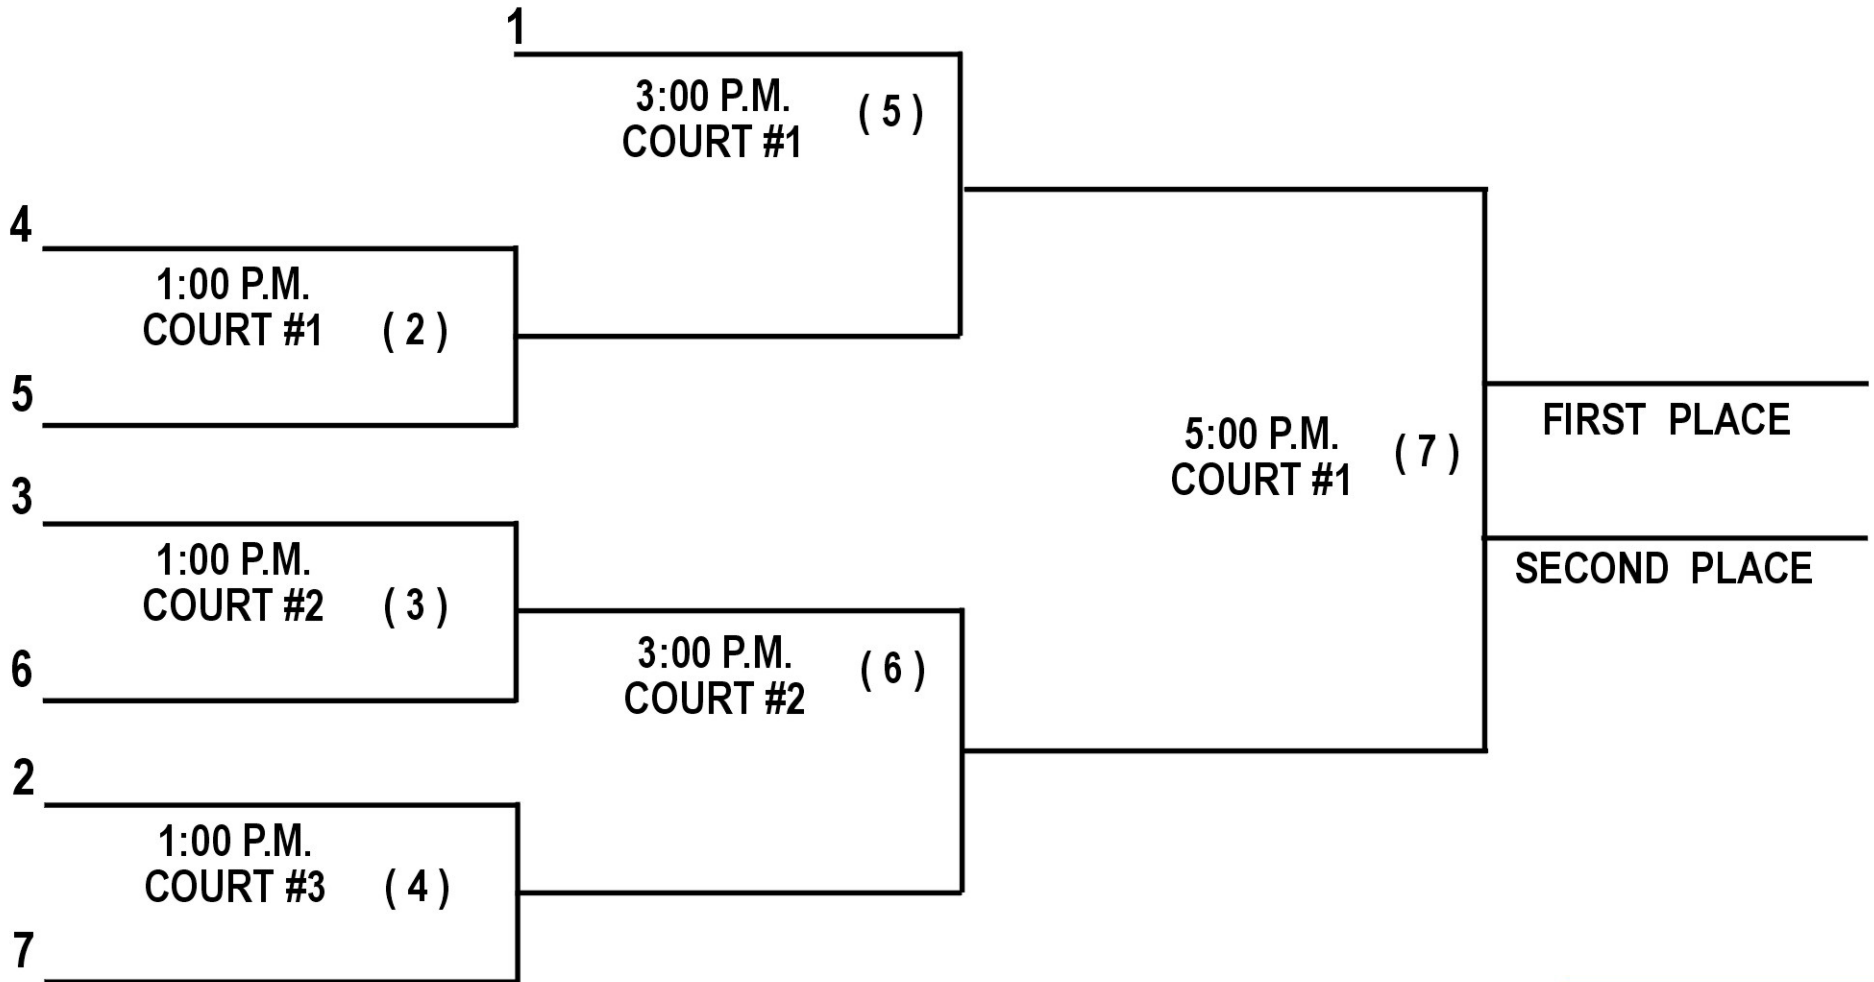 1
3:00 P.M. ( 5 )
COURT #1
4
1:00 P.M.
COURT #1 ( 2 )
5
3
1:00 P.M.
COURT #2 ( 3 )
6
3:00 P.M. ( 6 )
COURT #2
2
1:00 P.M.
COURT #3 ( 4 )
7
5:00 P.M. ( 7 )
COURT #1
FIRST PLACE
SECOND PLACE